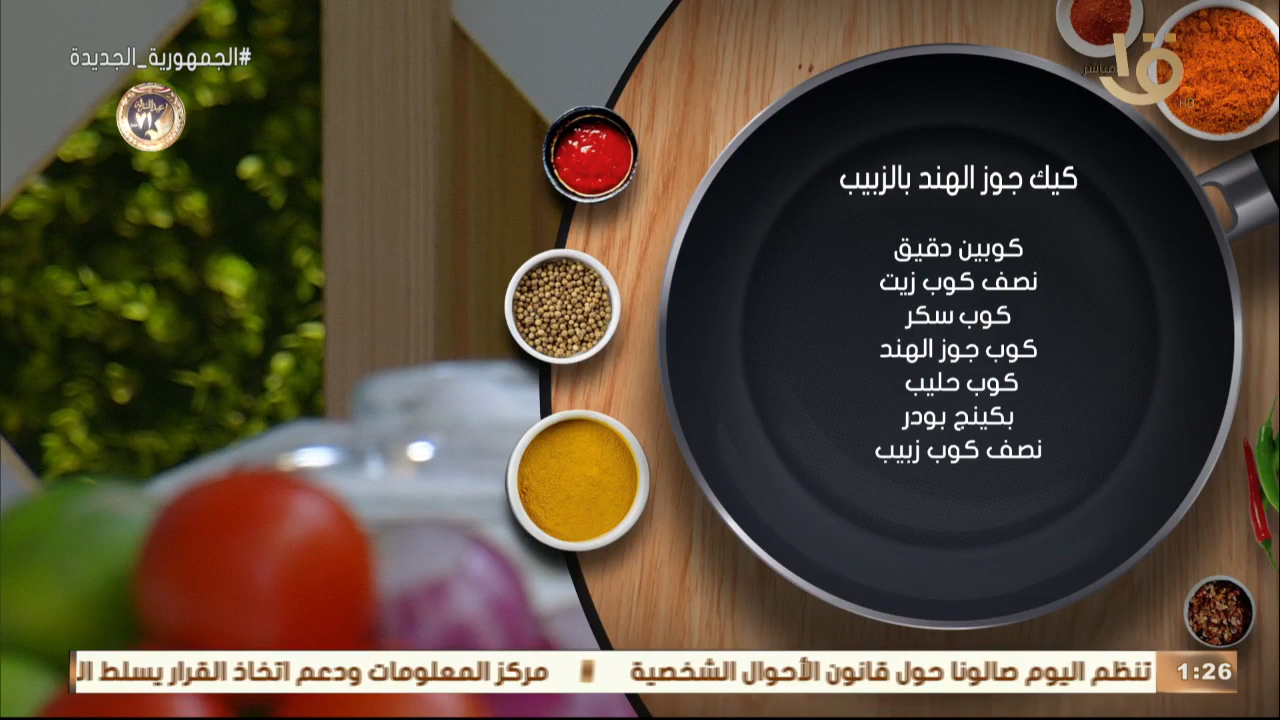 #الجمهورية_الجديدة
مباشر
HD
كيك جوز الهند بالزبيب
كوبين دقيق
نصف كوب زيت
كوب سكر
كوب جوز الهند
كوب حليب
بكينج بودر
نصف كوب زبيب
1:26
تنظم اليوم صالونا حول قانون الأحوال الشخصية
مركز المعلومات ودعم اتخاذ القرار يسلط ال